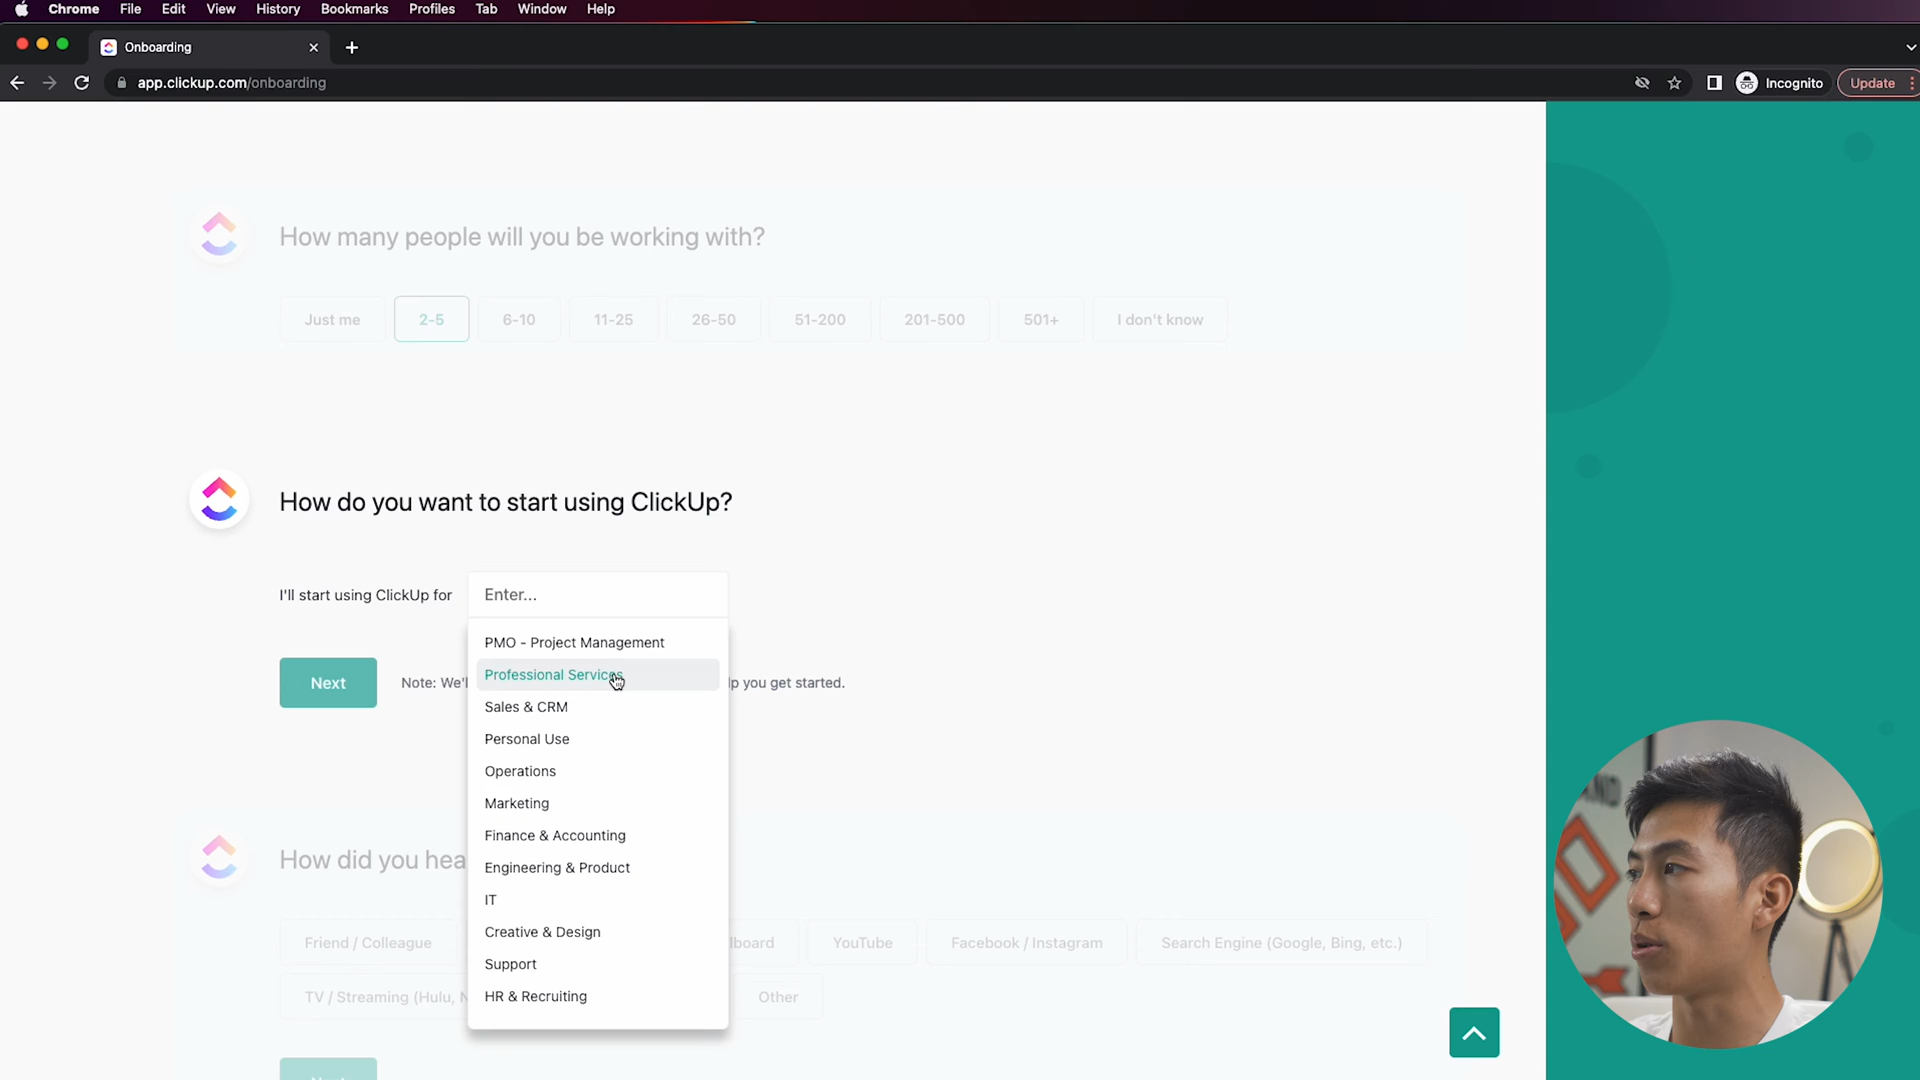 Chrome File Edit View History Bookmarks Profiles Tab Window Help
Onboarding
app.clickup.com/onboarding Incognito Update
How many people will you be working with?
Just me 2-5 6-10 11-25 26-50 51-200 201-500 501+ I don't know
How do you want to start using ClickUp?
I'll start using ClickUp for Enter...
PMO - Project Management
Professional Services
Next Note: We'l lp you get started.
Sales & CRM
Personal Use
Operations
Marketing
Finance & Accounting
How did you hea
Engineering & Product
IT
Creative & Design
Friend / Colleague lboard YouTube Facebook / Instagram Search Engine (Google, Bing, etc.)
Support
TV / Streaming (Hulu, N Other
HR & Recruiting